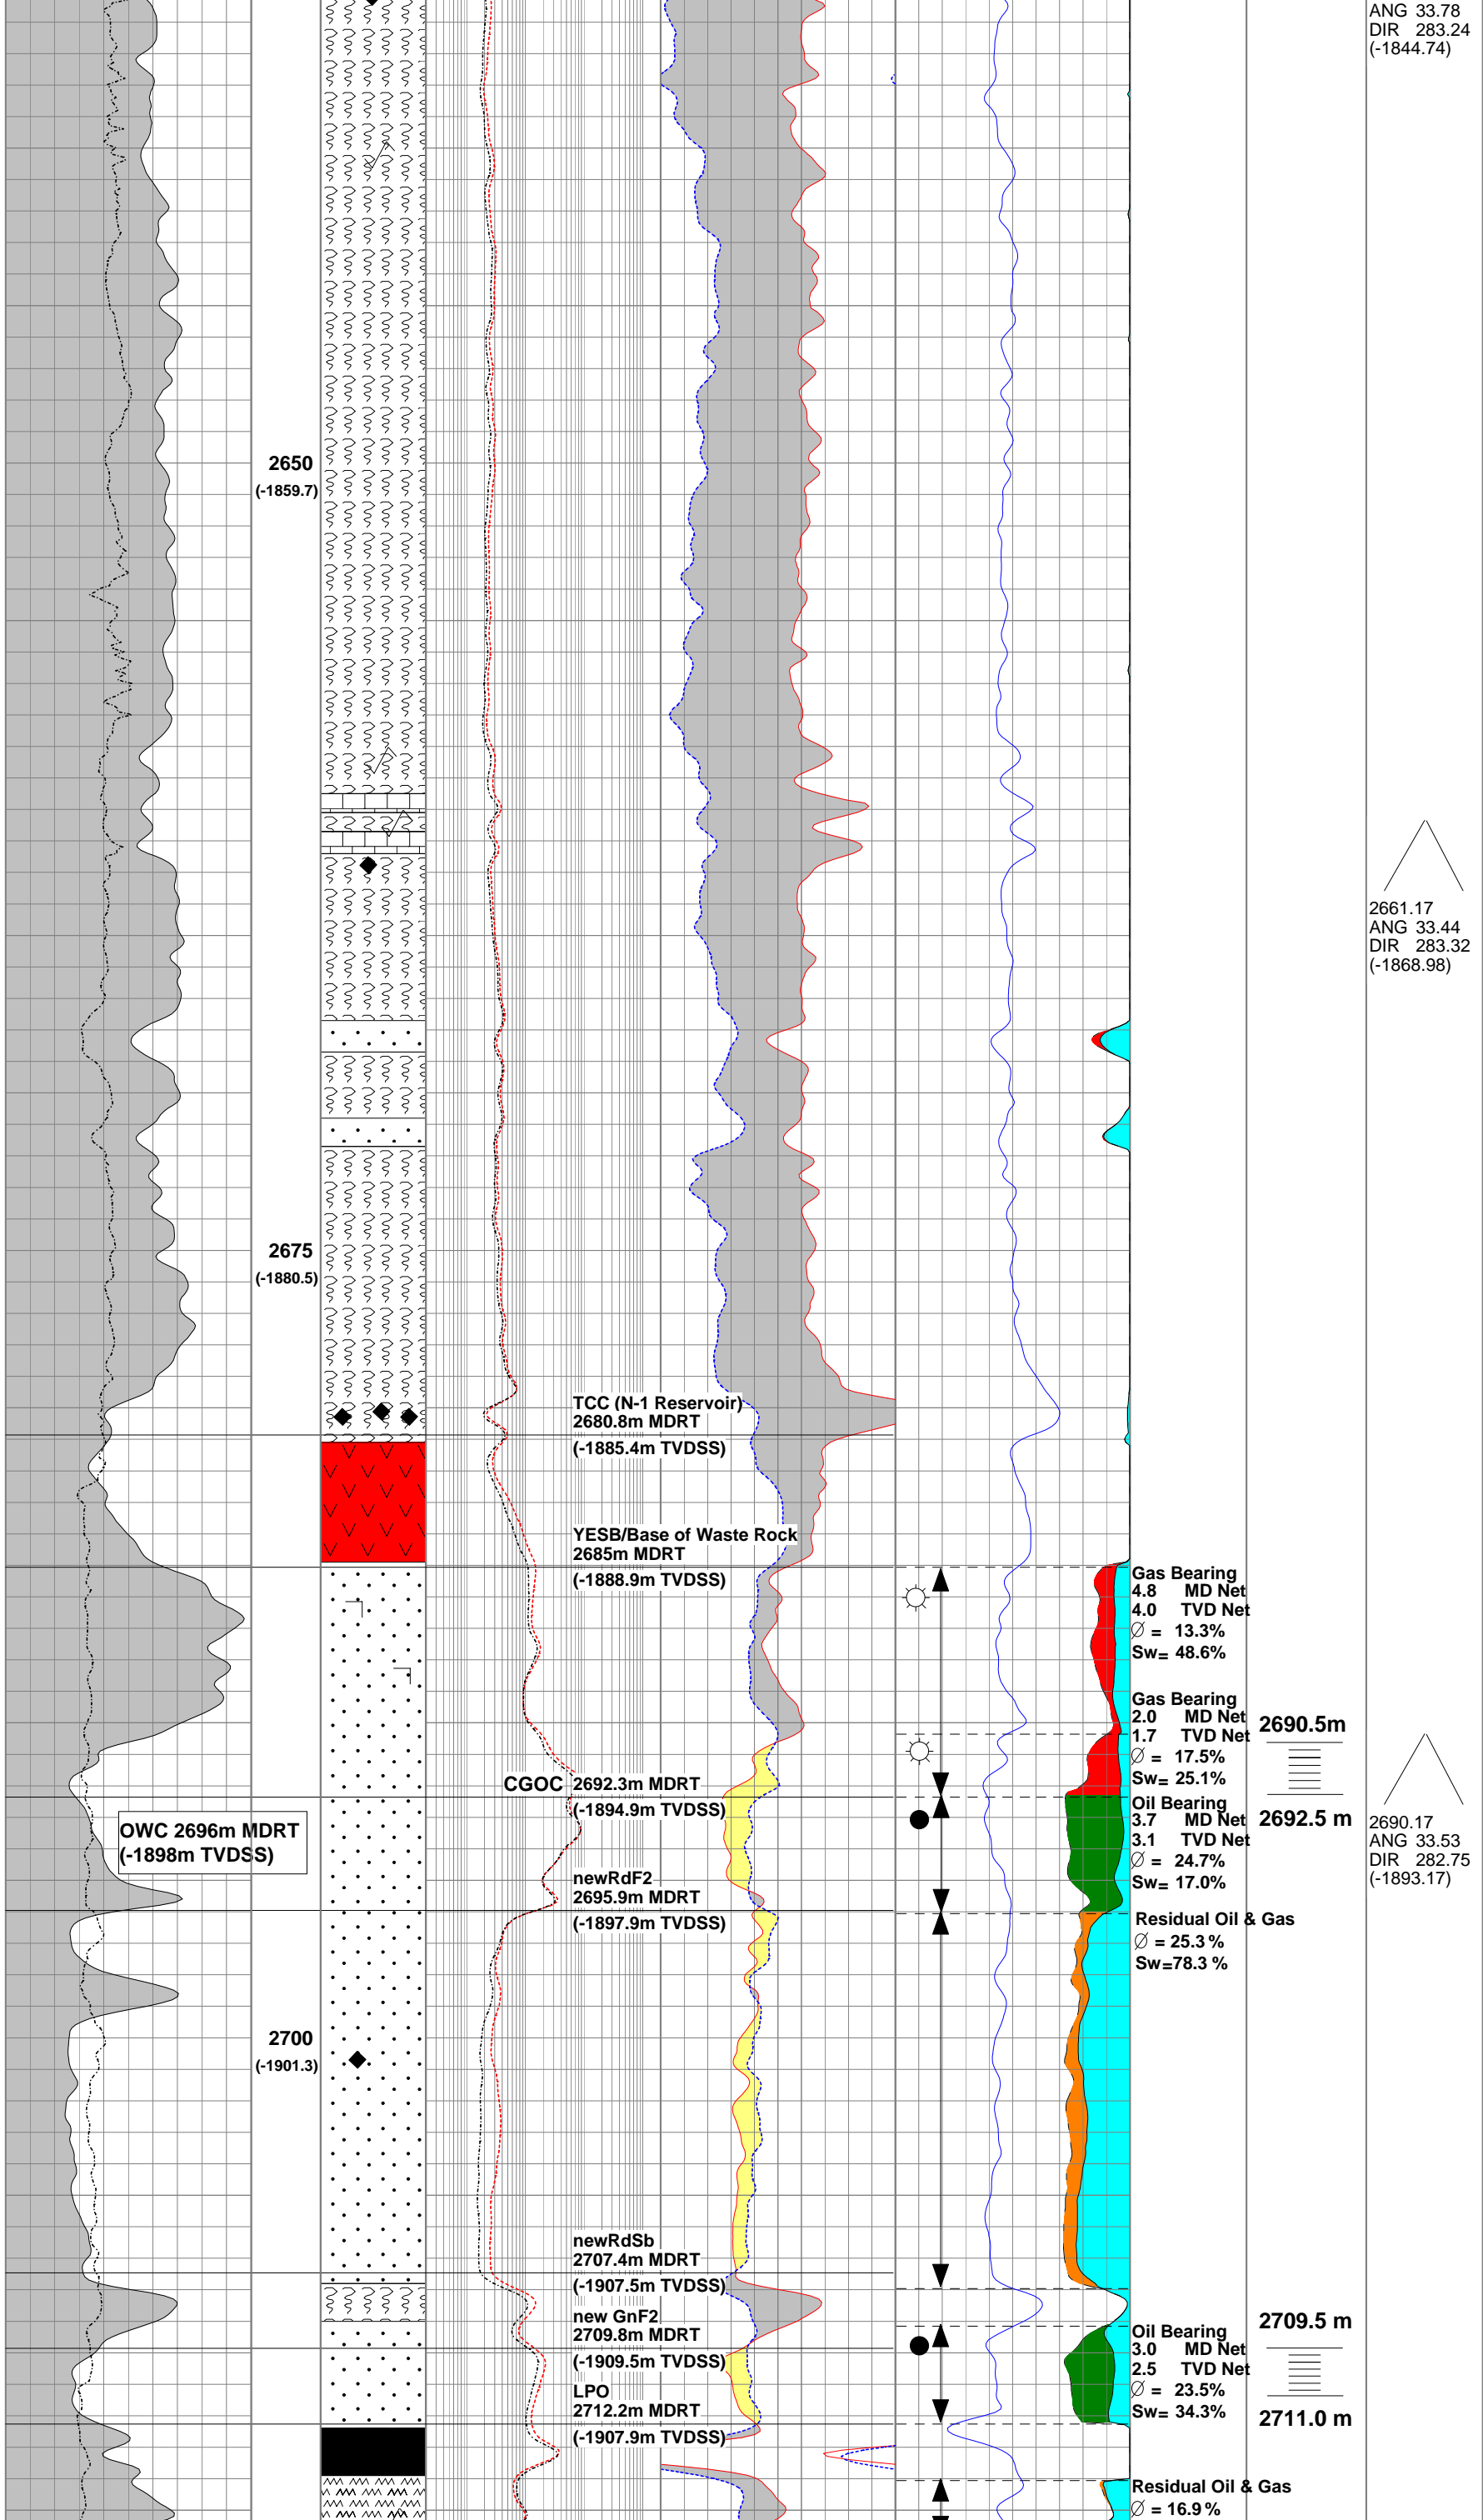 ANG 33.78
DIR 283.24
(-1844.74)
2650
(-1859.7)
2661.17
ANG 33.44
DIR 283.32
(-1868.98)
2675
(-1880.5)
TCC (N-1 Reservoir)
2680.8m MDRT
(-1885.4m TVDSS)
YESB/Base of Waste Rock
2685m MDRT
(-1888.9m TVDSS)
Gas Bearing
4.8 MD Net
4.0 TVD Net
∅ = 13.3%
Sw= 48.6%
Gas Bearing
2.0 MD Net
1.7 TVD Net
∅ = 17.5%
Sw= 25.1%
2690.5m
CGOC 2692.3m MDRT
(-1894.9m TVDSS)
Oil Bearing
3.7 MD Net
3.1 TVD Net
∅ = 24.7%
Sw= 17.0%
2692.5 m
2690.17
ANG 33.53
DIR 282.75
(-1893.17)
OWC 2696m MDRT
(-1898m TVDSS)
newRdF2
2695.9m MDRT
(-1897.9m TVDSS)
Residual Oil & Gas
∅ = 25.3 %
Sw=78.3 %
2700
(-1901.3)
newRdSb
2707.4m MDRT
(-1907.5m TVDSS)
new GnF2
2709.8m MDRT
(-1909.5m TVDSS)
2709.5 m
Oil Bearing
3.0 MD Net
2.5 TVD Net
∅ = 23.5%
Sw= 34.3%
LPO
2712.2m MDRT
(-1907.9m TVDSS)
2711.0 m
Residual Oil & Gas
∅ = 16.9 %